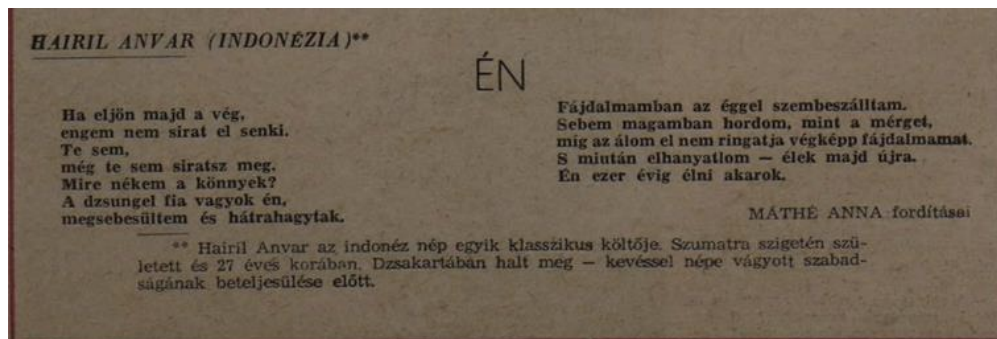 HAIRIL ANVAR (INDONÉZIA)**
ÉN
Ha eljön majd a vég,
engem nem sirat el senki.
Te sem,
még te sem siratsz meg.
Mire nékem a könnyek?
A dzsungel fia vagyok én,
megsebesültem és hátrahagytak.
Fájdalmamban az éggel szembeszálltam.
Sebem magamban hordom, mint a mérget,
míg az álom el nem ringatja végképp fájdalmamat.
S miután elhanyatlom — élek majd újra.
Én ezer évig élni akarok.
MÁTHÉ ANNA fordításai
** Hairil Anvar az indonéz nép egyik klasszikus költője. Szumatra szigetén szü-
letett és 27 éves korában. Dzsakartában halt meg — kevéssel népe vágyott szabad-
ságának beteljesülése előtt.